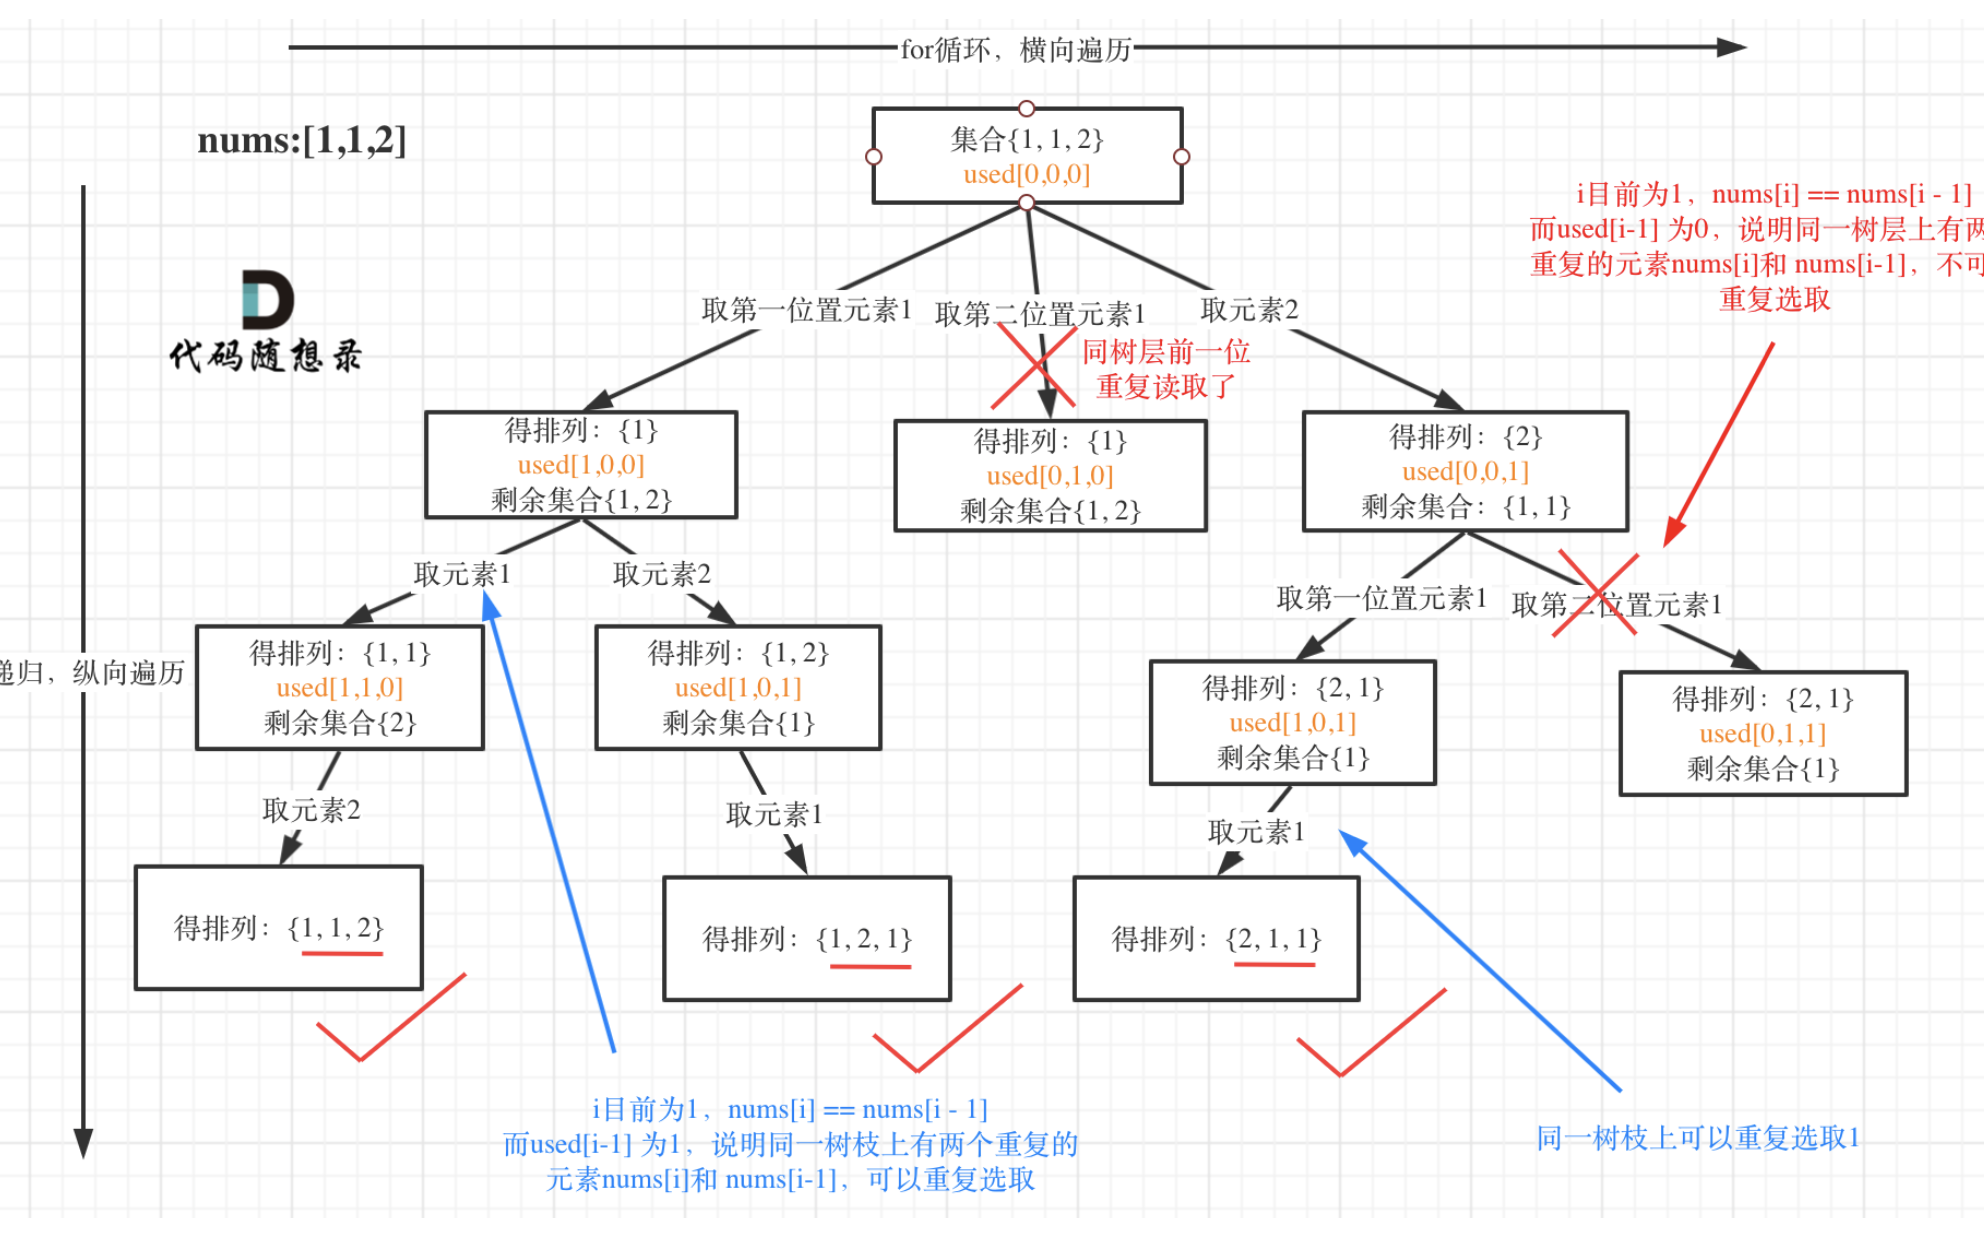 for循环，横向遍历
nums:[1,1,2]
集合{1, 1, 2}
used[0,0,0]
i目前为1，nums[i] == nums[i - 1]
而used[i-1] 为0，说明同一树层上有两
重复的元素nums[i]和 nums[i-1]，不可
重复选取
代码随想录
取第一位置元素1
取第二位置元素1
取元素2
同树层前一位
重复读取了
得排列：{1}
used[1,0,0]
剩余集合{1, 2}
得排列：{1}
used[0,1,0]
剩余集合{1, 2}
得排列：{2}
used[0,0,1]
剩余集合：{1, 1}
取元素1
取元素2
取第一位置元素1
取第二位置元素1
递归，纵向遍历
得排列：{1, 1}
used[1,1,0]
剩余集合{2}
得排列：{1, 2}
used[1,0,1]
剩余集合{1}
得排列：{2, 1}
used[1,0,1]
剩余集合{1}
得排列：{2, 1}
used[0,1,1]
剩余集合{1}
取元素2
取元素1
取元素1
得排列：{1, 1, 2}
得排列：{1, 2, 1}
得排列：{2, 1, 1}
i目前为1，nums[i] == nums[i - 1]
而used[i-1] 为1，说明同一树枝上有两个重复的
元素nums[i]和 nums[i-1]，可以重复选取
同一树枝上可以重复选取1